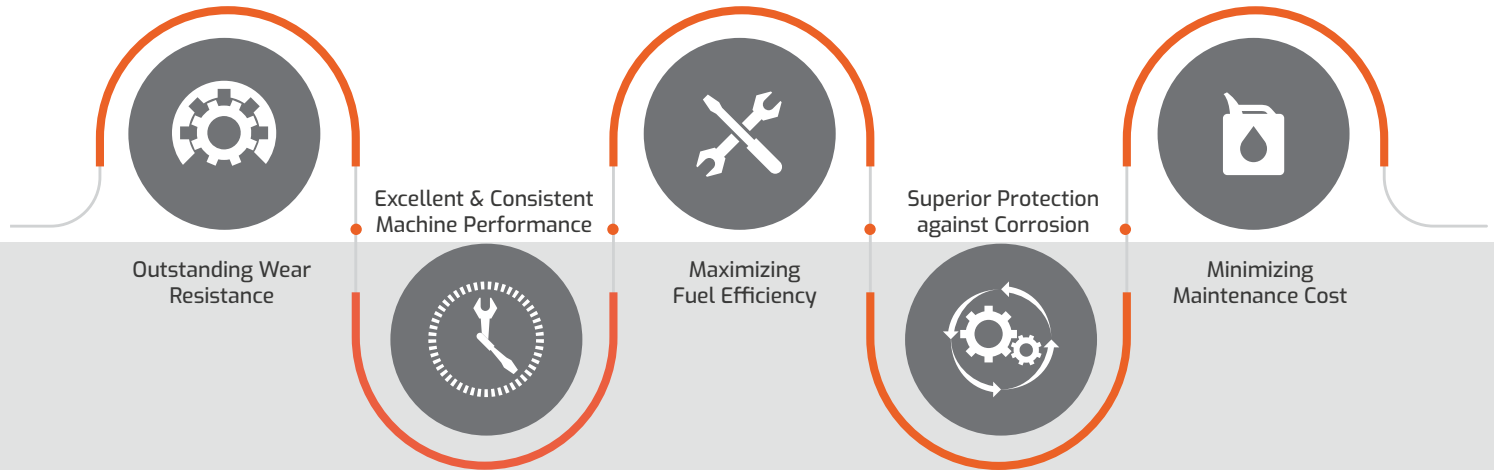 Outstanding Wear
Resistance
Excellent & Consistent
Machine Performance
Maximizing
Fuel Efficiency
Superior Protection
against Corrosion
Minimizing
Maintenance Cost